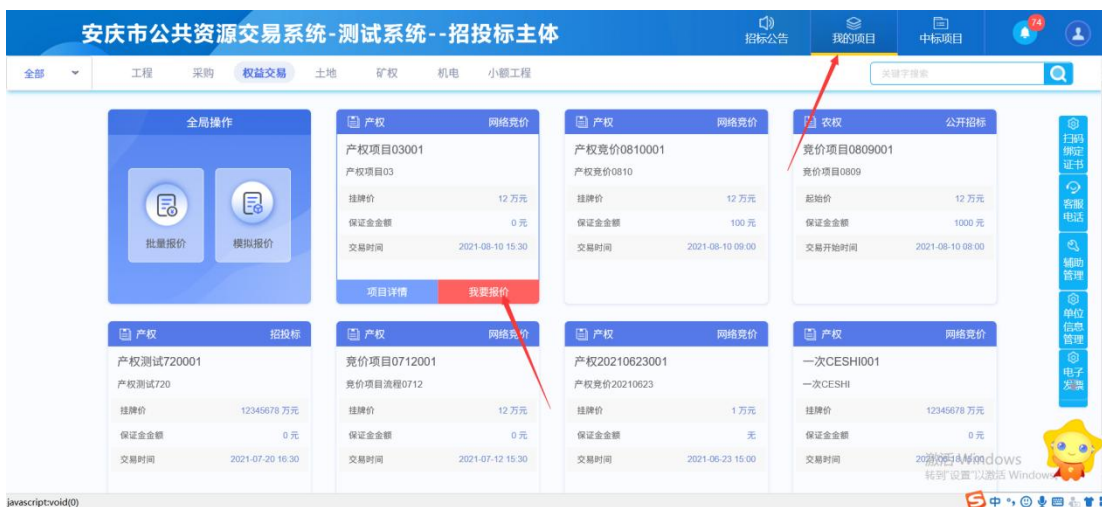 安庆市公共资源交易系统-测试系统--招投标主体
招标公告
我的项目
中标项目
74
全部
工程 采购 权益交易 土地 矿权 机电 小额工程
关键字搜索
全局操作
批量报价 模拟报价
产权 网络竞价
产权项目03001
产权项目03
挂牌价 12 万元
保证金金额 0 元
交易时间 2021-08-10 15:30
项目详情 我要报价
产权 网络竞价
产权竞价0810001
产权竞价0810
挂牌价 12 万元
保证金金额 100 元
交易时间 2021-08-10 09:00
农权 公开招标
竞价项目0809001
竞价项目0809
起始价 12 万元
保证金金额 1000 元
交易开始时间 2021-08-10 08:00
产权 招投标
产权测试720001
产权测试720
挂牌价 12345678 万元
保证金金额 0 元
交易时间 2021-07-20 16:30
产权 网络竞价
竞价项目0712001
竞价项目流程0712
挂牌价 12 万元
保证金金额 0 元
交易时间 2021-07-12 15:30
产权 网络竞价
产权20210623001
产权竞价20210623
挂牌价 1 万元
保证金金额 无
交易时间 2021-06-23 15:00
产权 网络竞价
一次CESHI001
一次CESHI
挂牌价 12345678 万元
保证金金额 0 元
交易时间
扫码
绑定
证书
客服
电话
辅助
管理
单位
信息
管理
电子
发票
激活 Windows
转到"设置"以激活 Windows
javascript:void(0)
中